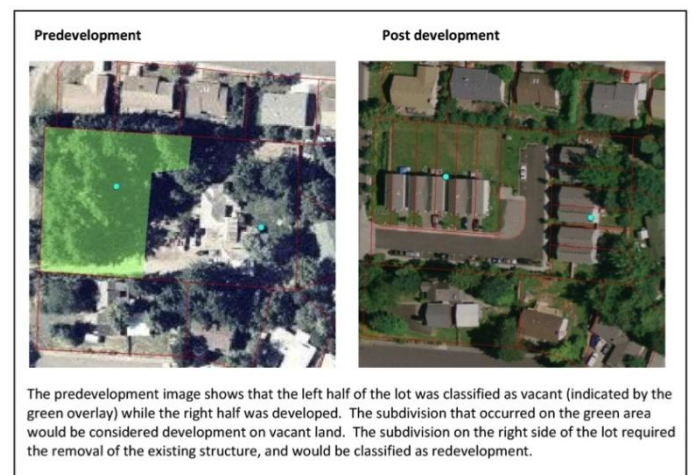 Predevelopment
Post development
The predevelopment image shows that the left half of the lot was classified as vacant (indicated by the
green overlay) while the right half was developed.  The subdivision that occurred on the green area
would be considered development on vacant land.  The subdivision on the right side of the lot required
the removal of the existing structure, and would be classified as redevelopment.